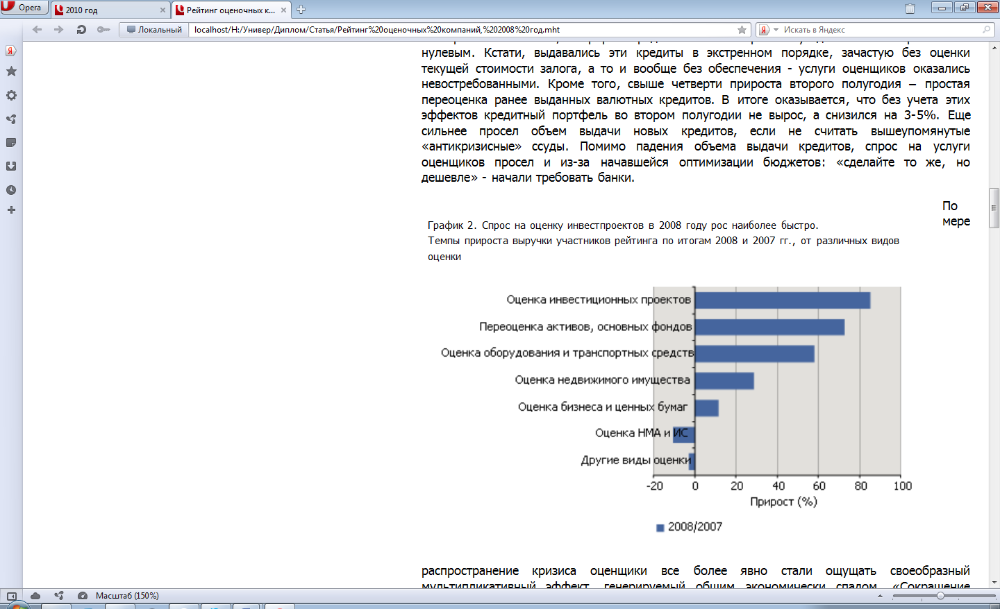 Opera
2010 год
Рейтинг оценочных к...
Локальный
localhost/H:/Универ/Диплом/Статья/Рейтинг%20оценочных%20компаний,%202008%20год.mht
Искать в Яндекс
нулевым. Кстати, выдавались эти кредиты в экстренном порядке, зачастую без оценки
текущей стоимости залога, а то и вообще без обеспечения - услуги оценщиков оказались
невостребованными. Кроме того, свыше четверти прироста второго полугодия – простая
переоценка ранее выданных валютных кредитов. В итоге оказывается, что без учета этих
эффектов кредитный портфель во втором полугодии не вырос, а снизился на 3-5%. Еще
сильнее просел объем выдачи новых кредитов, если не считать вышеупомянутые
«антикризисные» ссуды. Помимо падения объема выдачи кредитов, спрос на услуги
оценщиков просел и из-за начавшейся оптимизации бюджетов: «сделайте то же, но
дешевле» - начали требовать банки.
По
мере
График 2. Спрос на оценку инвестпроектов в 2008 году рос наиболее быстро.
Темпы прироста выручки участников рейтинга по итогам 2008 и 2007 гг., от различных видов
оценки
Оценка инвестиционных проектов
Переоценка активов, основных фондов
Оценка оборудования и транспортных средств
Оценка недвижимого имущества
Оценка бизнеса и ценных бумаг
Оценка НМА и ИС
Другие виды оценки
-20 0 20 40 60 80 100
Прирост (%)
2008/2007
распространение кризиса оценщики все более явно стали ощущать своеобразный
мультипликативный эффект, генерируемый общим экономически спадом. «Сокращение
Масштаб (150%)